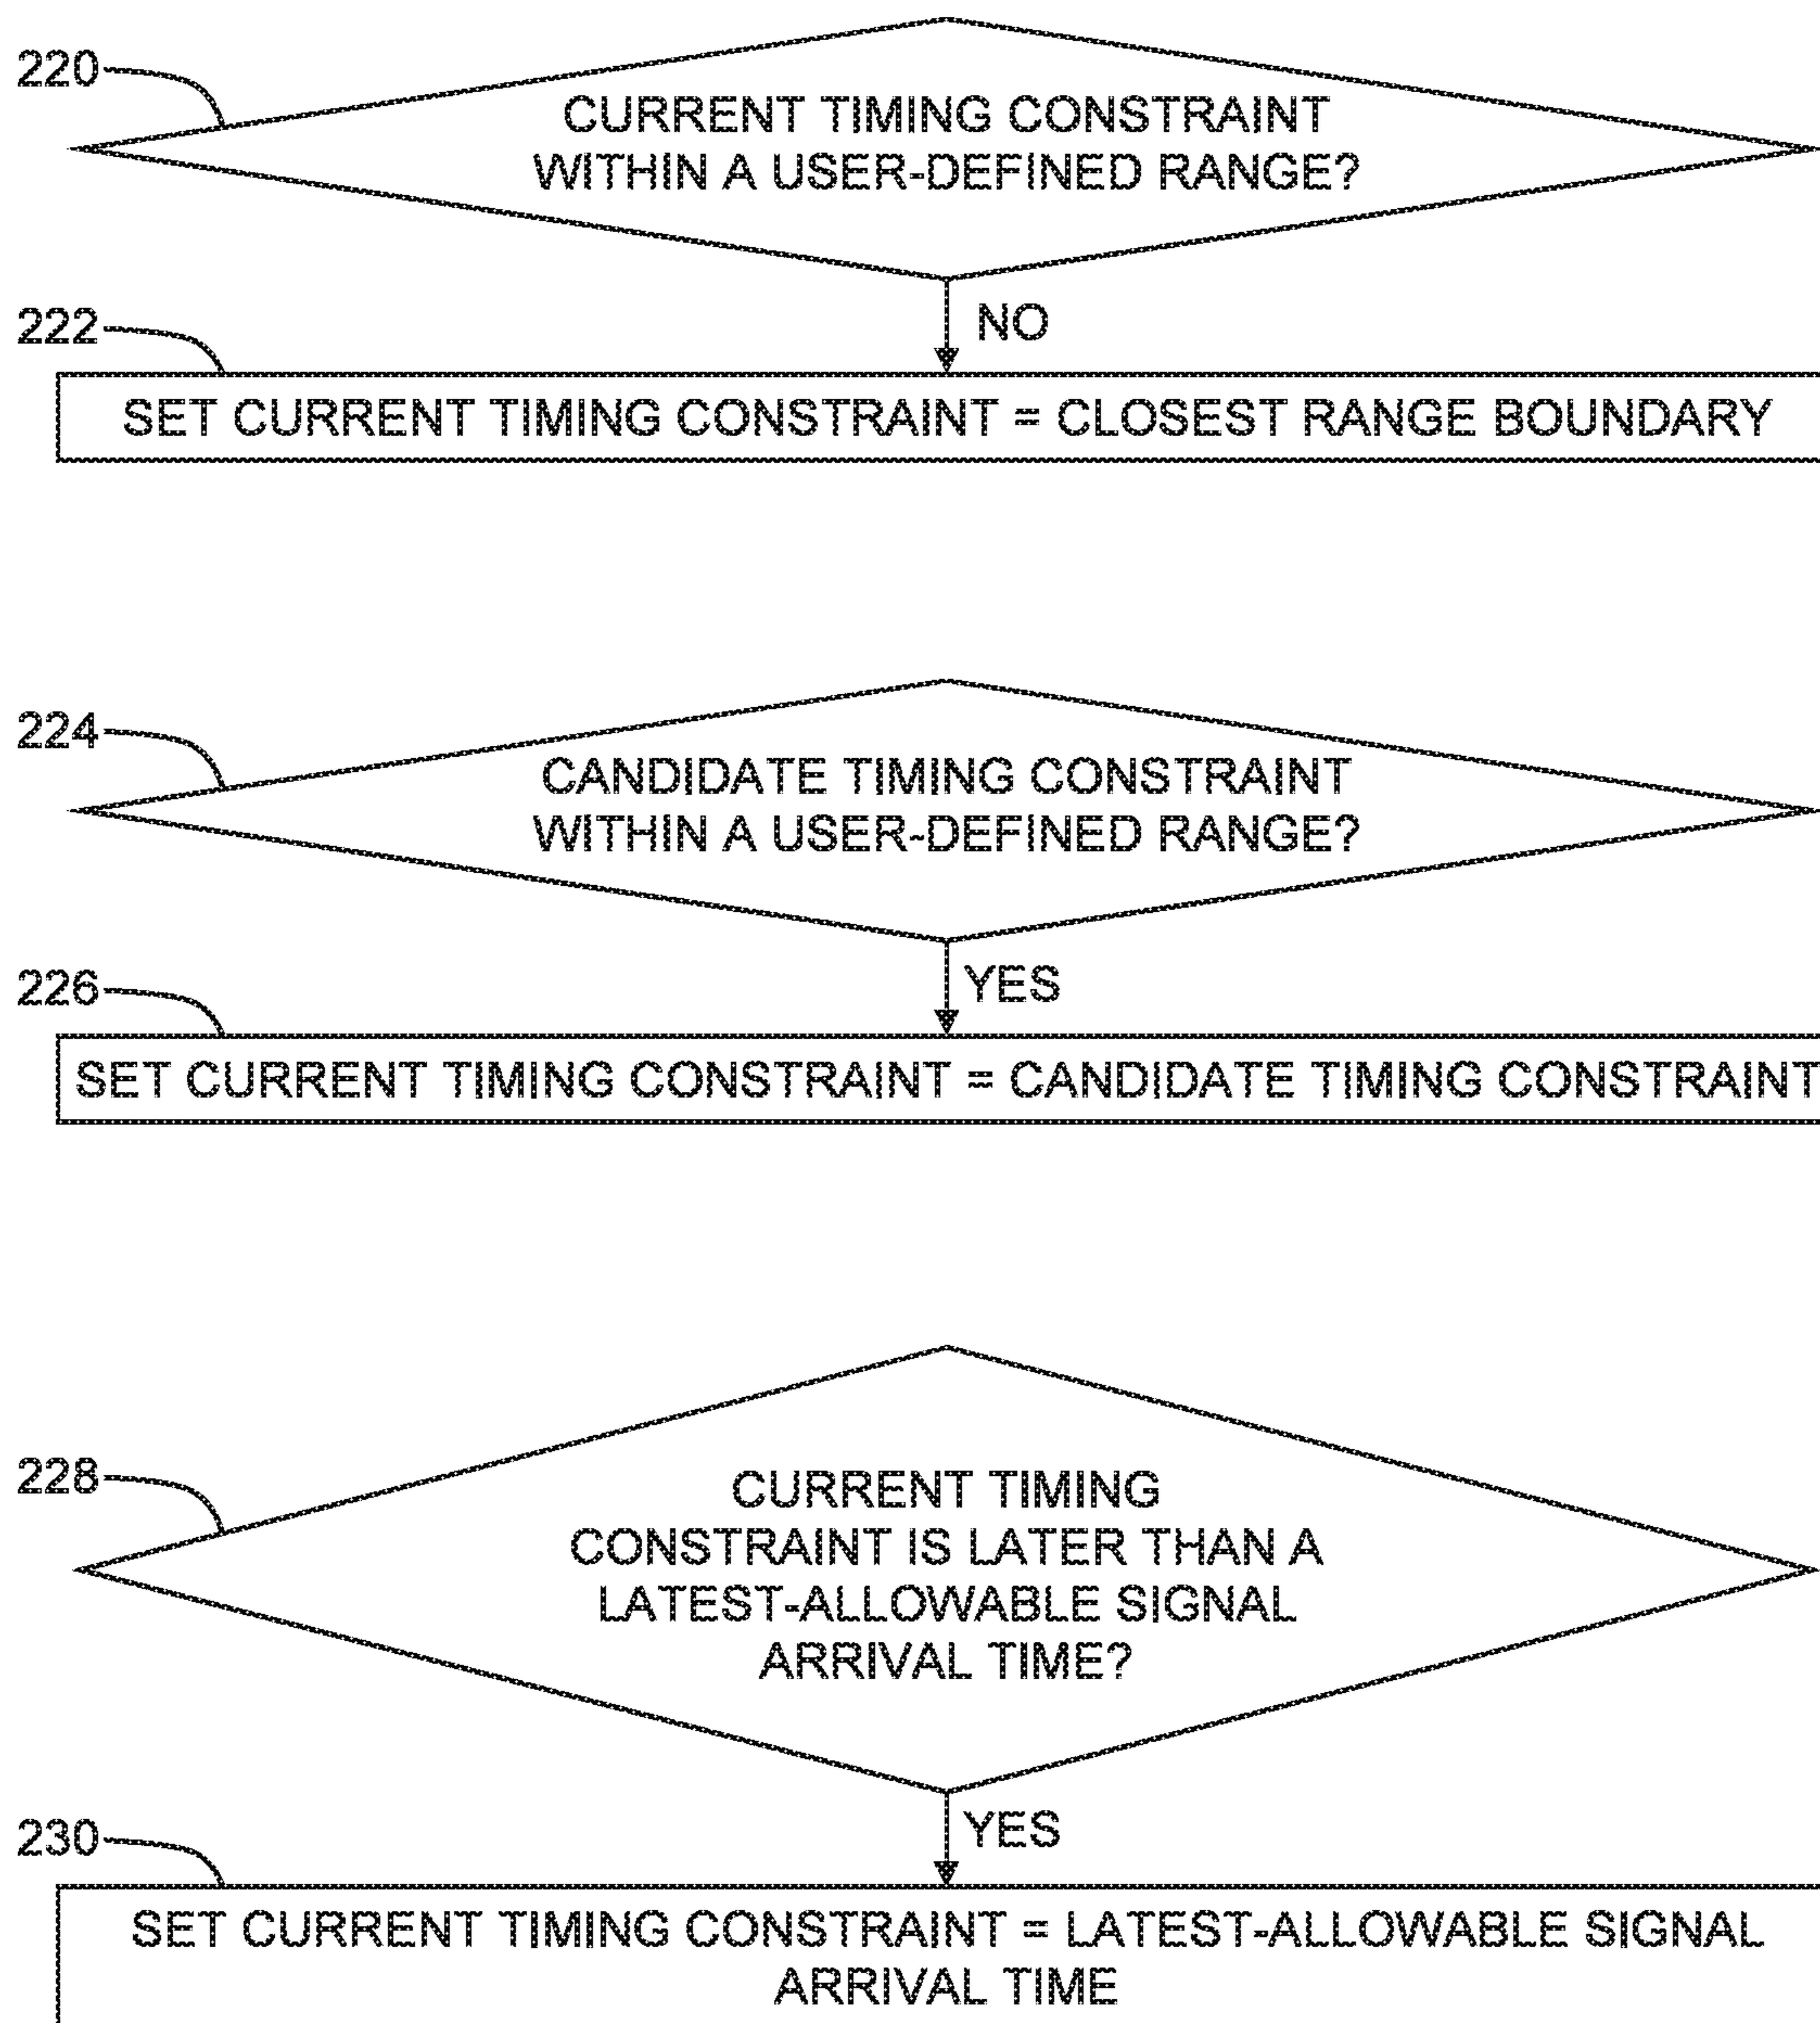 220
CURRENT TIMING CONSTRAINT
WITHIN A USER-DEFINED RANGE?
NO
222
SET CURRENT TIMING CONSTRAINT = CLOSEST RANGE BOUNDARY
224
CANDIDATE TIMING CONSTRAINT
WITHIN A USER-DEFINED RANGE?
YES
226
SET CURRENT TIMING CONSTRAINT = CANDIDATE TIMING CONSTRAINT
228
CURRENT TIMING
CONSTRAINT IS LATER THAN A
LATEST-ALLOWABLE SIGNAL
ARRIVAL TIME?
YES
230
SET CURRENT TIMING CONSTRAINT = LATEST-ALLOWABLE SIGNAL
ARRIVAL TIME